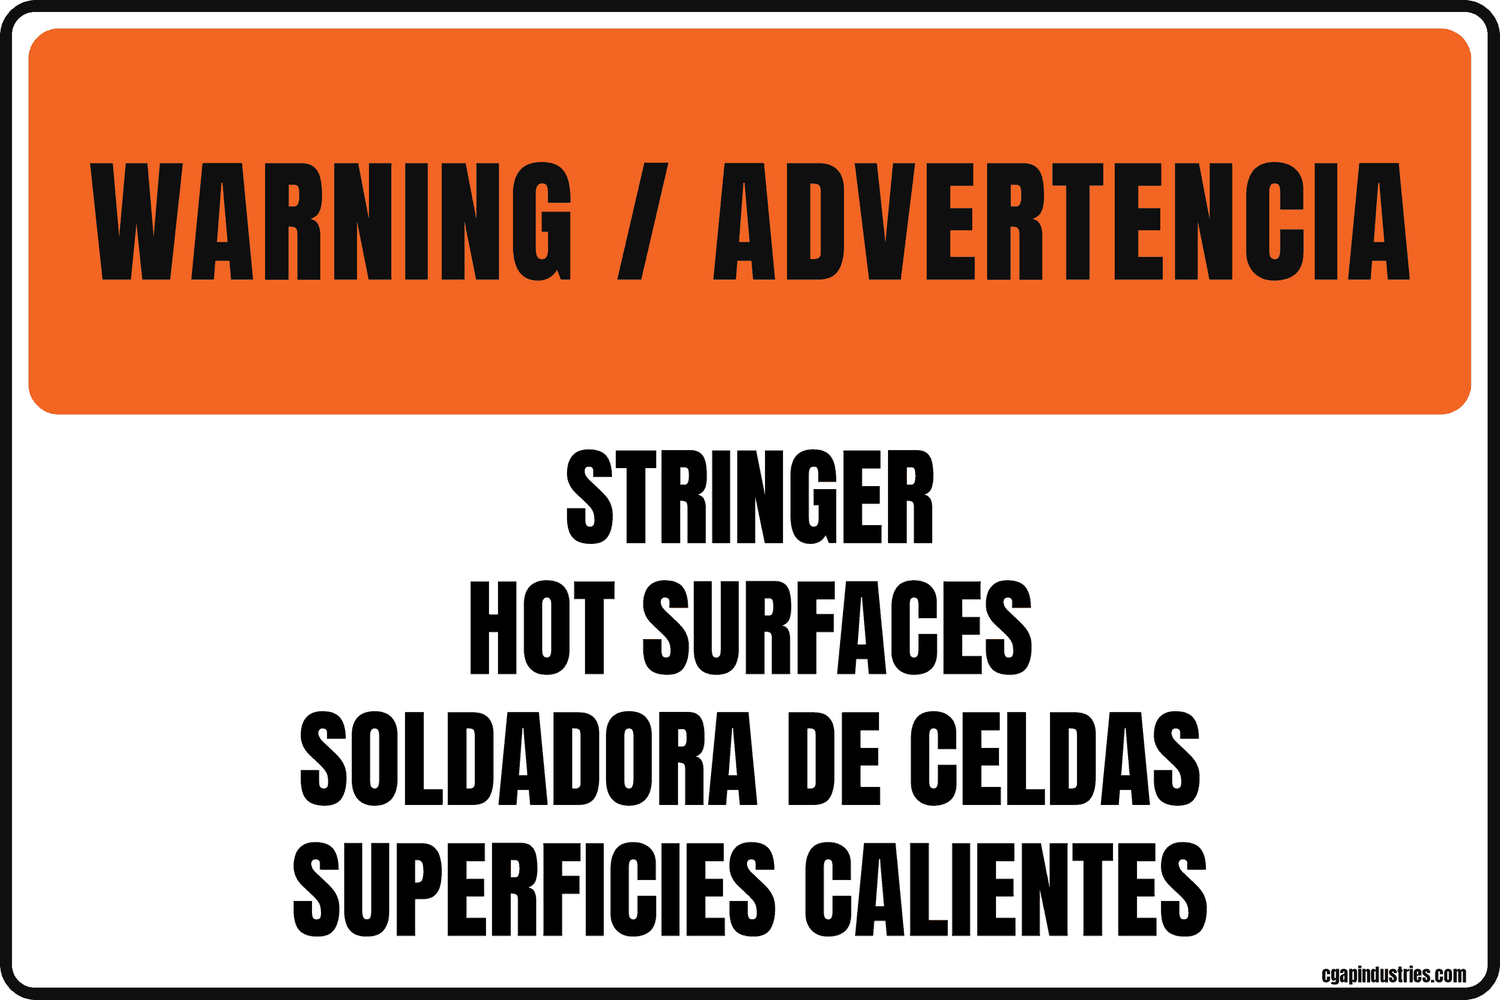 WARNING / ADVERTENCIA
STRINGER
HOT SURFACES
SOLDADORA DE CELDAS
SUPERFICIES CALIENTES
cgapindustries.com